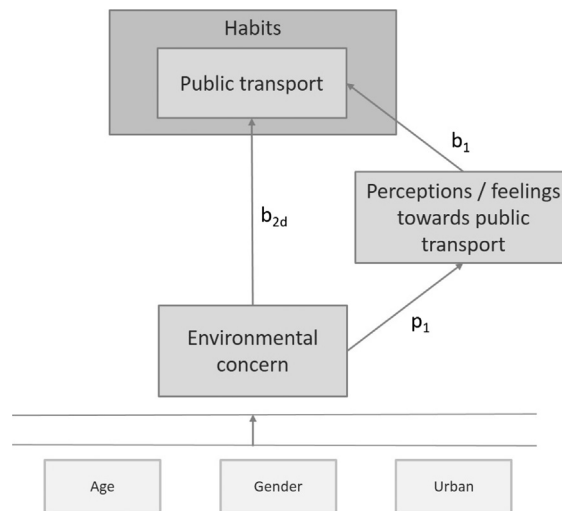 Habits
Public transport
b1
Perceptions / feelings
towards public
transport
b2d
p1
Environmental
concern
Age
Gender
Urban